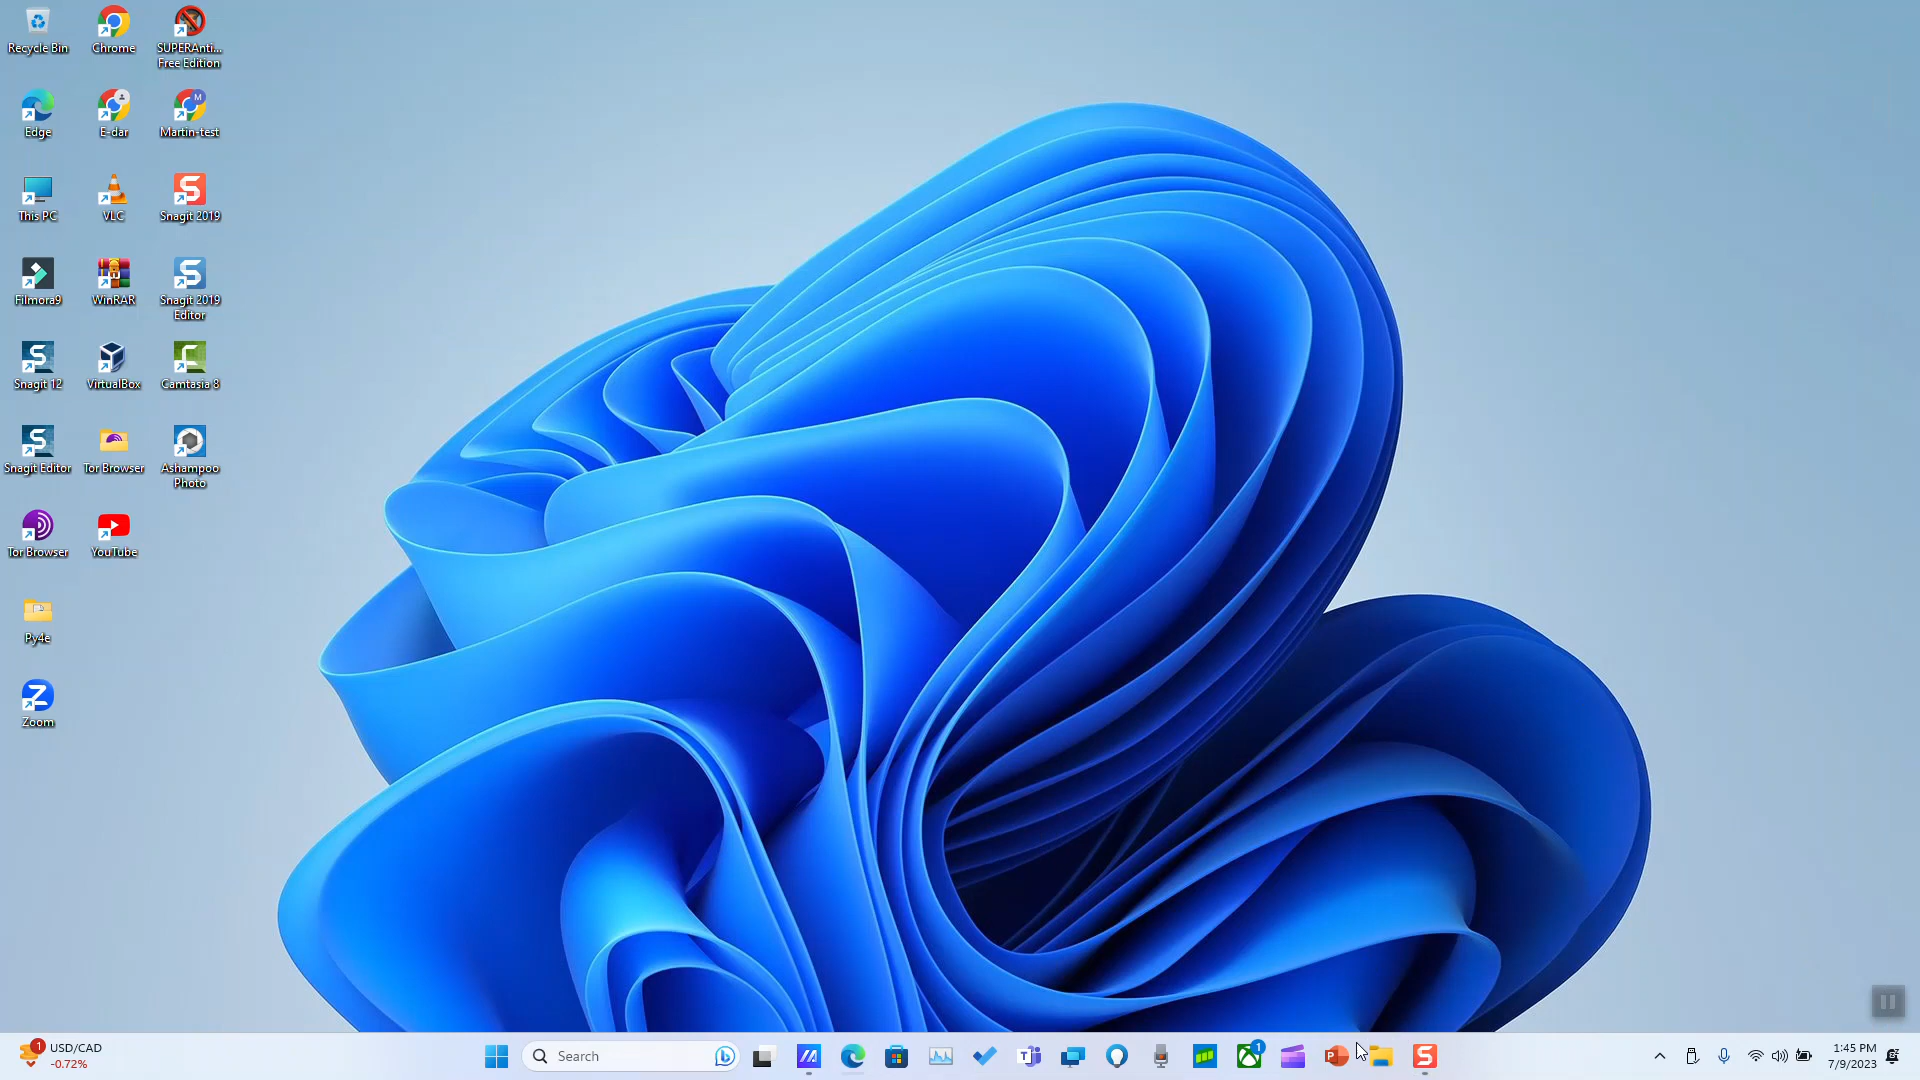 Recycle Bin
Chrome
SUPERAnti...
Free Edition
Edge
E-dar
M
Martin-test
This PC
VLC
Snagit 2019
Filmora9
WinRAR
Snagit 2019
Editor
Snagit 12
VirtualBox
Camtasia 8
Snagit Editor
Tor Browser
Ashampoo
Photo
Tor Browser
YouTube
Py4e
Zoom
1
USD/CAD
-0.72%
Search
1
1:45 PM
7/9/2023